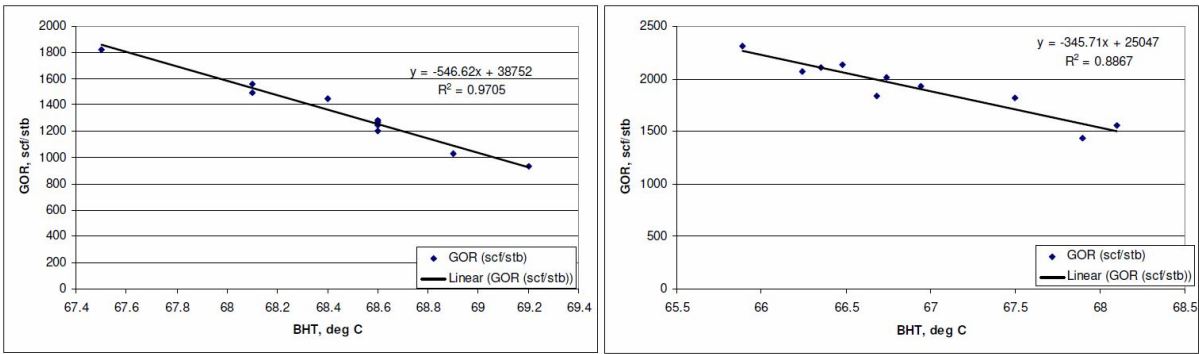 2000
1800
1600
1400
1200
1000
800
600
400
200
0
GOR, scf/stb
y = -546.62x + 38752
R² = 0.9705
GOR (scf/stb)
Linear (GOR (scf/stb))
67.4 67.6 67.8 68 68.2 68.4 68.6 68.8 69 69.2 69.4
BHT, deg C
2500
2000
1500
1000
500
0
GOR, scf/stb
y = -345.71x + 25047
R² = 0.8867
GOR (scf/stb)
Linear (GOR (scf/stb))
65.5 66 66.5 67 67.5 68 68.5
BHT, deg C